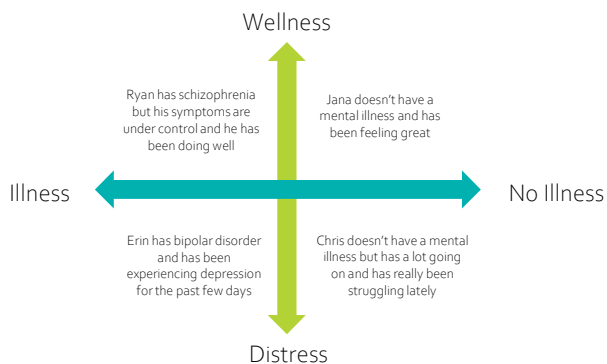 Wellness
Ryan has schizophrenia
but his symptoms are
under control and he has
been doing well
Jana doesn't have a
mental illness and has
been feeling great
Illness
No Illness
Erin has bipolar disorder
and has been
experiencing depression
for the past few days
Chris doesn't have a mental
illness but has a lot going
on and has really been
struggling lately
Distress